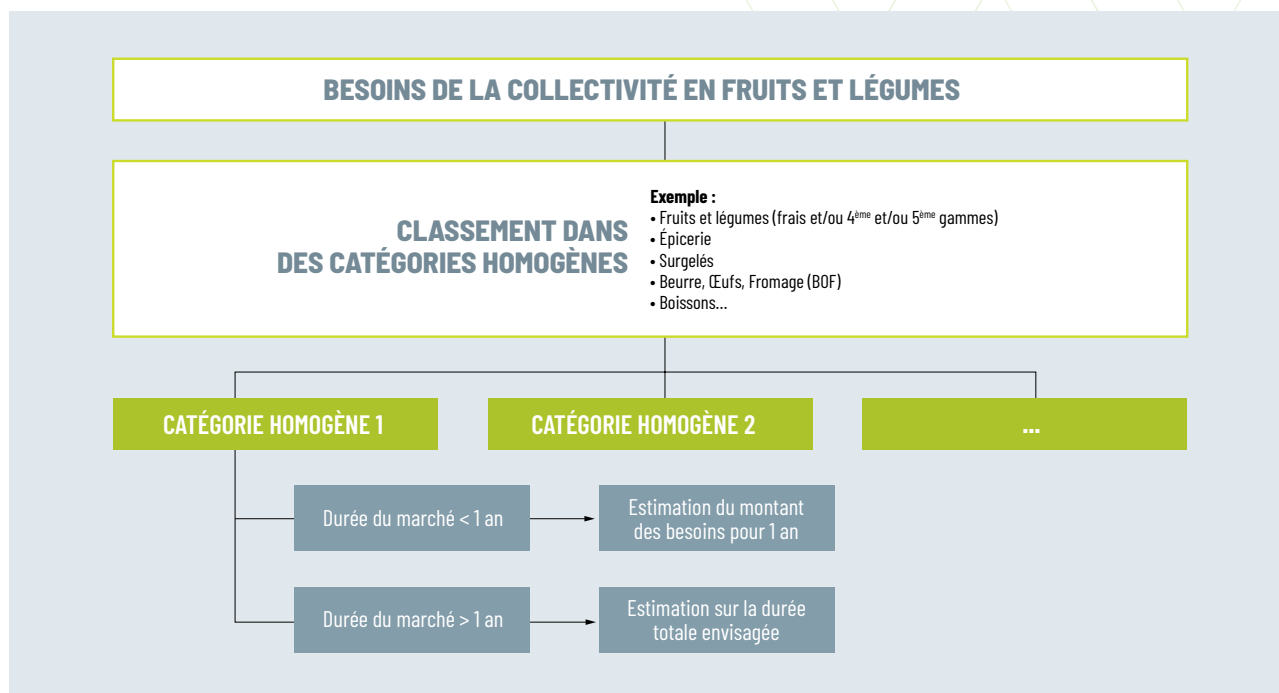 BESOINS DE LA COLLECTIVITÉ EN FRUITS ET LÉGUMES
CLASSEMENT DANS
DES CATÉGORIES HOMOGÈNES
Exemple :
• Fruits et légumes (frais et/ou 4ème et/ou 5ème gammes)
• Épicerie
• Surgelés
• Beurre, Œufs, Fromage (BOF)
• Boissons...
CATÉGORIE HOMOGÈNE 1
CATÉGORIE HOMOGÈNE 2
...
Durée du marché < 1 an
Estimation du montant
des besoins pour 1 an
Durée du marché > 1 an
Estimation sur la durée
totale envisagée